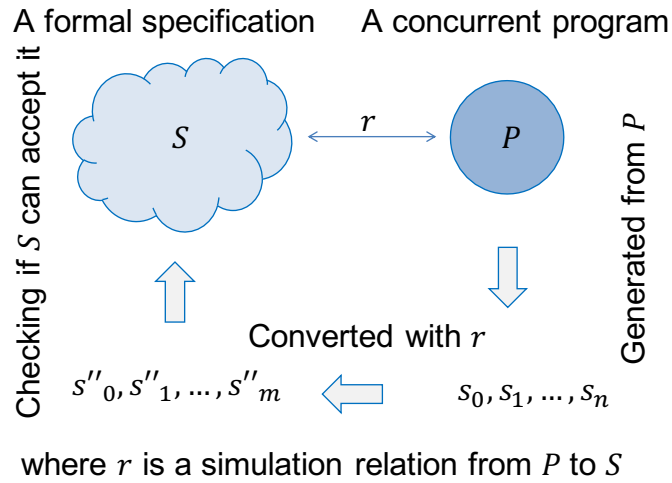 A formal specification
A concurrent program
Checking if S can accept it
S
r
P
Generated from P
Converted with r
s''₀, s''₁, …, s''ₘ
s₀, s₁, …, sₙ
where r is a simulation relation from P to S